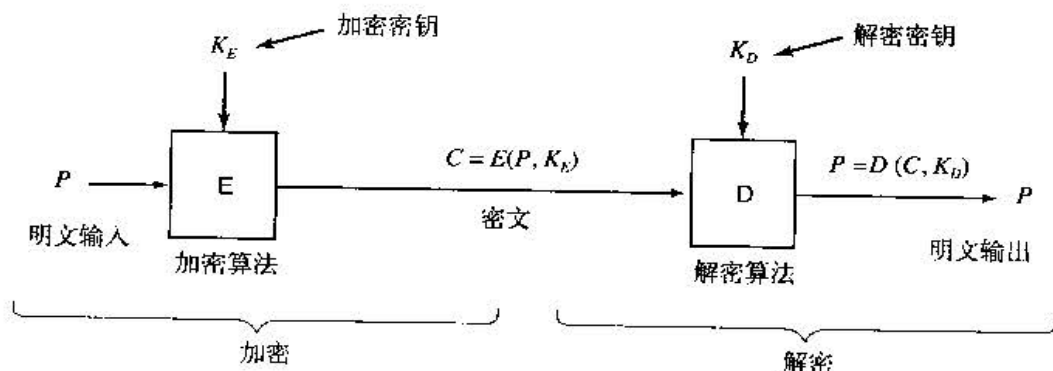 加密密钥
K_E
解密密钥
K_D
C = E(P, K_E)
P = D (C, K_D)
P
E
D
P
密文
明文输入
加密算法
解密算法
明文输出
加密
解密